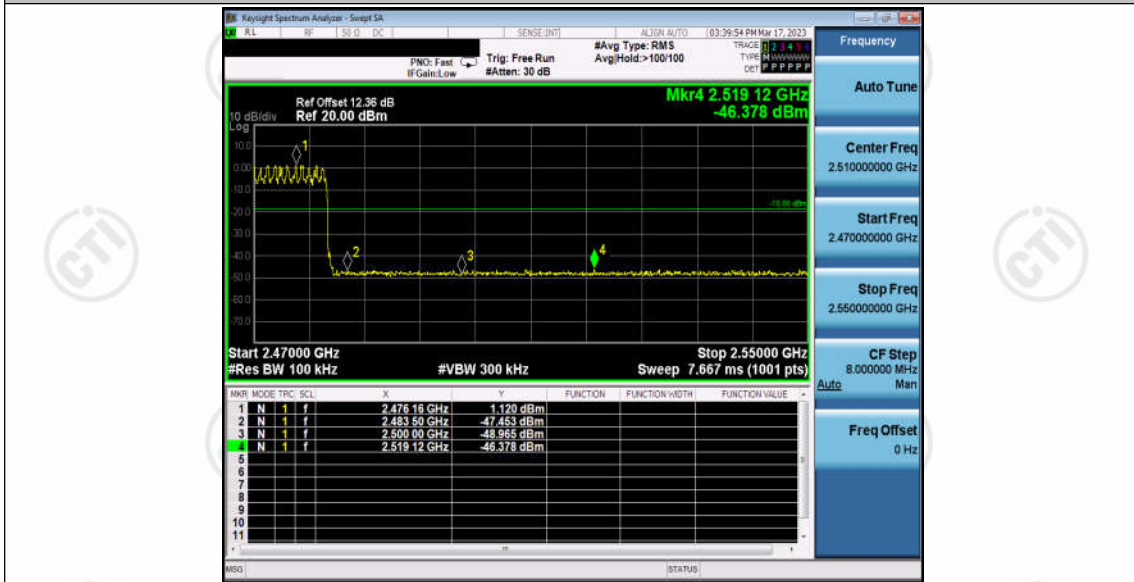 Keysight Spectrum Analyzer - Swept SA
RL RF 50 Ω DC SENSE:INT ALIGN AUTO 03:39:54 PM Mar 17, 2023
PNO: Fast Trig: Free Run #Avg Type: RMS TRACE 1 2 3 4 5 6
IFGain:Low #Atten: 30 dB Avg|Hold:>100/100 TYPE M WWWWW
DET P P P P P P
Mkr4 2.519 12 GHz
-46.378 dBm
Ref Offset 12.36 dB
10 dB/div Ref 20.00 dBm
Log
10.0
0.00
-10.0
-20.0
-30.0
-40.0
-50.0
-60.0
-70.0
1
2
3
4
Start 2.47000 GHz Stop 2.55000 GHz
#Res BW 100 kHz #VBW 300 kHz Sweep 7.667 ms (1001 pts)
MKR MODE TRC SCL X Y FUNCTION FUNCTION WIDTH FUNCTION VALUE
1 N 1 f 2.476 16 GHz 1.120 dBm
2 N 1 f 2.483 50 GHz -47.453 dBm
3 N 1 f 2.500 00 GHz -48.965 dBm
4 N 1 f 2.519 12 GHz -46.378 dBm
5
6
7
8
9
10
11
MSG STATUS
Frequency
Auto Tune
Center Freq
2.510000000 GHz
Start Freq
2.470000000 GHz
Stop Freq
2.550000000 GHz
CF Step
8.000000 MHz
Auto Man
Freq Offset
0 Hz
CTI
CTI